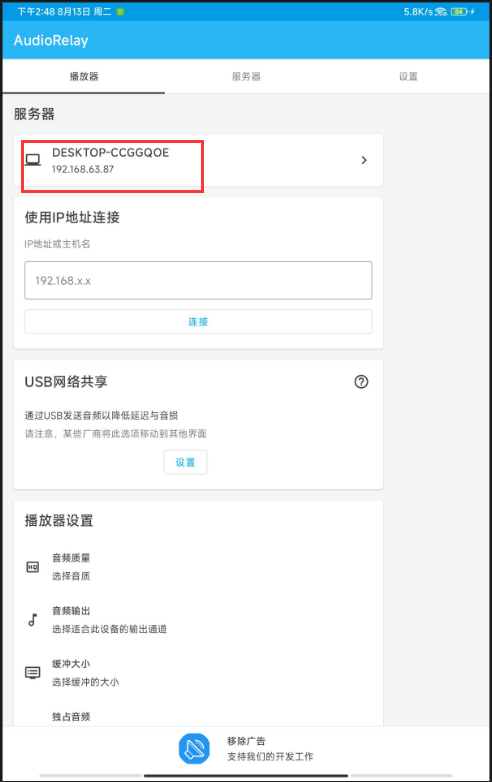 下午2:48 8月13日 周二
5.8K/s
84
AudioRelay
播放器
服务器
设置
服务器
DESKTOP-CCGGQOE
192.168.63.87
使用IP地址连接
IP地址或主机名
192.168.x.x
连接
USB网络共享
通过USB发送音频以降低延迟与音损
请注意，某些厂商将此选项移动到其他界面
设置
播放器设置
HQ
音频质量
选择音质
音频输出
选择适合此设备的输出通道
缓冲大小
选择缓冲的大小
独占音频
移除广告
支持我们的开发工作